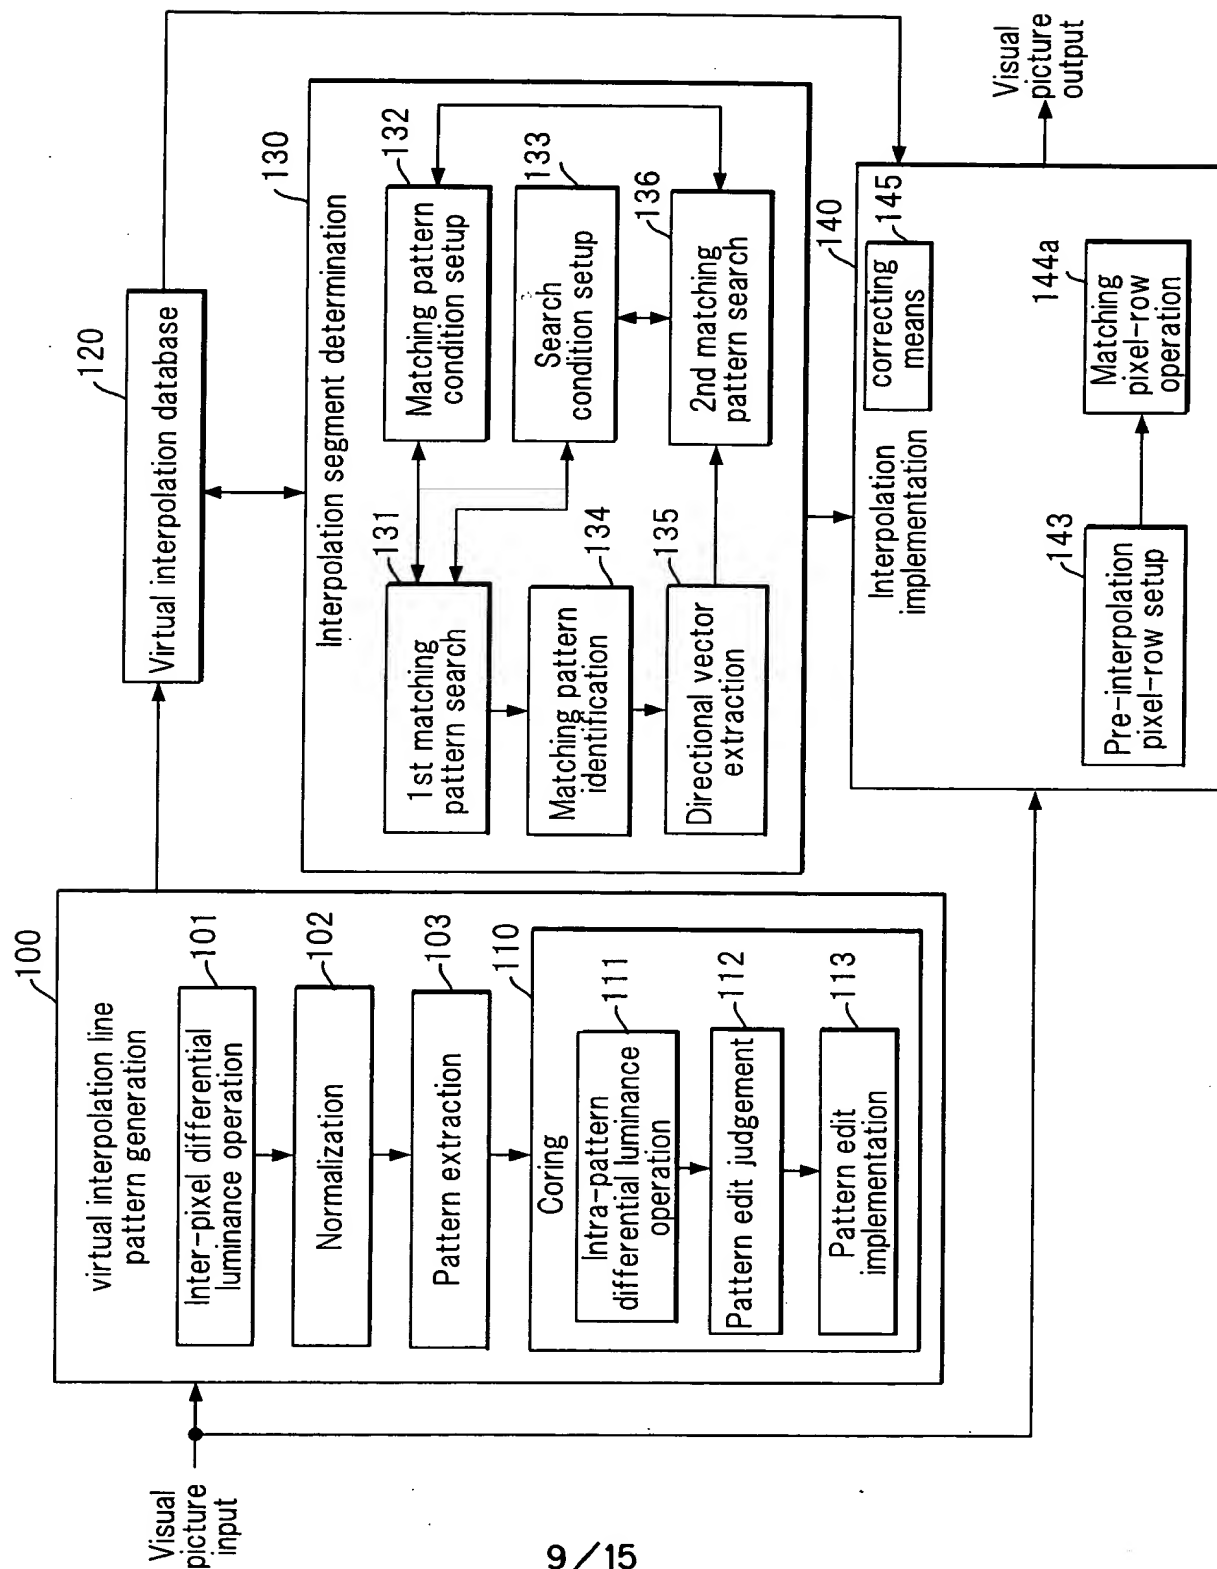 Visual
picture
input
100
virtual interpolation line
pattern generation
101
Inter-pixel differential
luminance operation
102
Normalization
103
Pattern extraction
110
Coring
111
Intra-pattern
differential luminance
operation
112
Pattern edit judgement
113
Pattern edit
implementation
120
Virtual interpolation database
130
Interpolation segment determination
131
1st matching
pattern search
132
Matching pattern
condition setup
133
Search
condition setup
134
Matching pattern
identification
135
Directional vector
extraction
136
2nd matching
pattern search
140
Interpolation
implementation
145
correcting
means
143
Pre-interpolation
pixel-row setup
144a
Matching
pixel-row
operation
Visual
picture
output
9/15